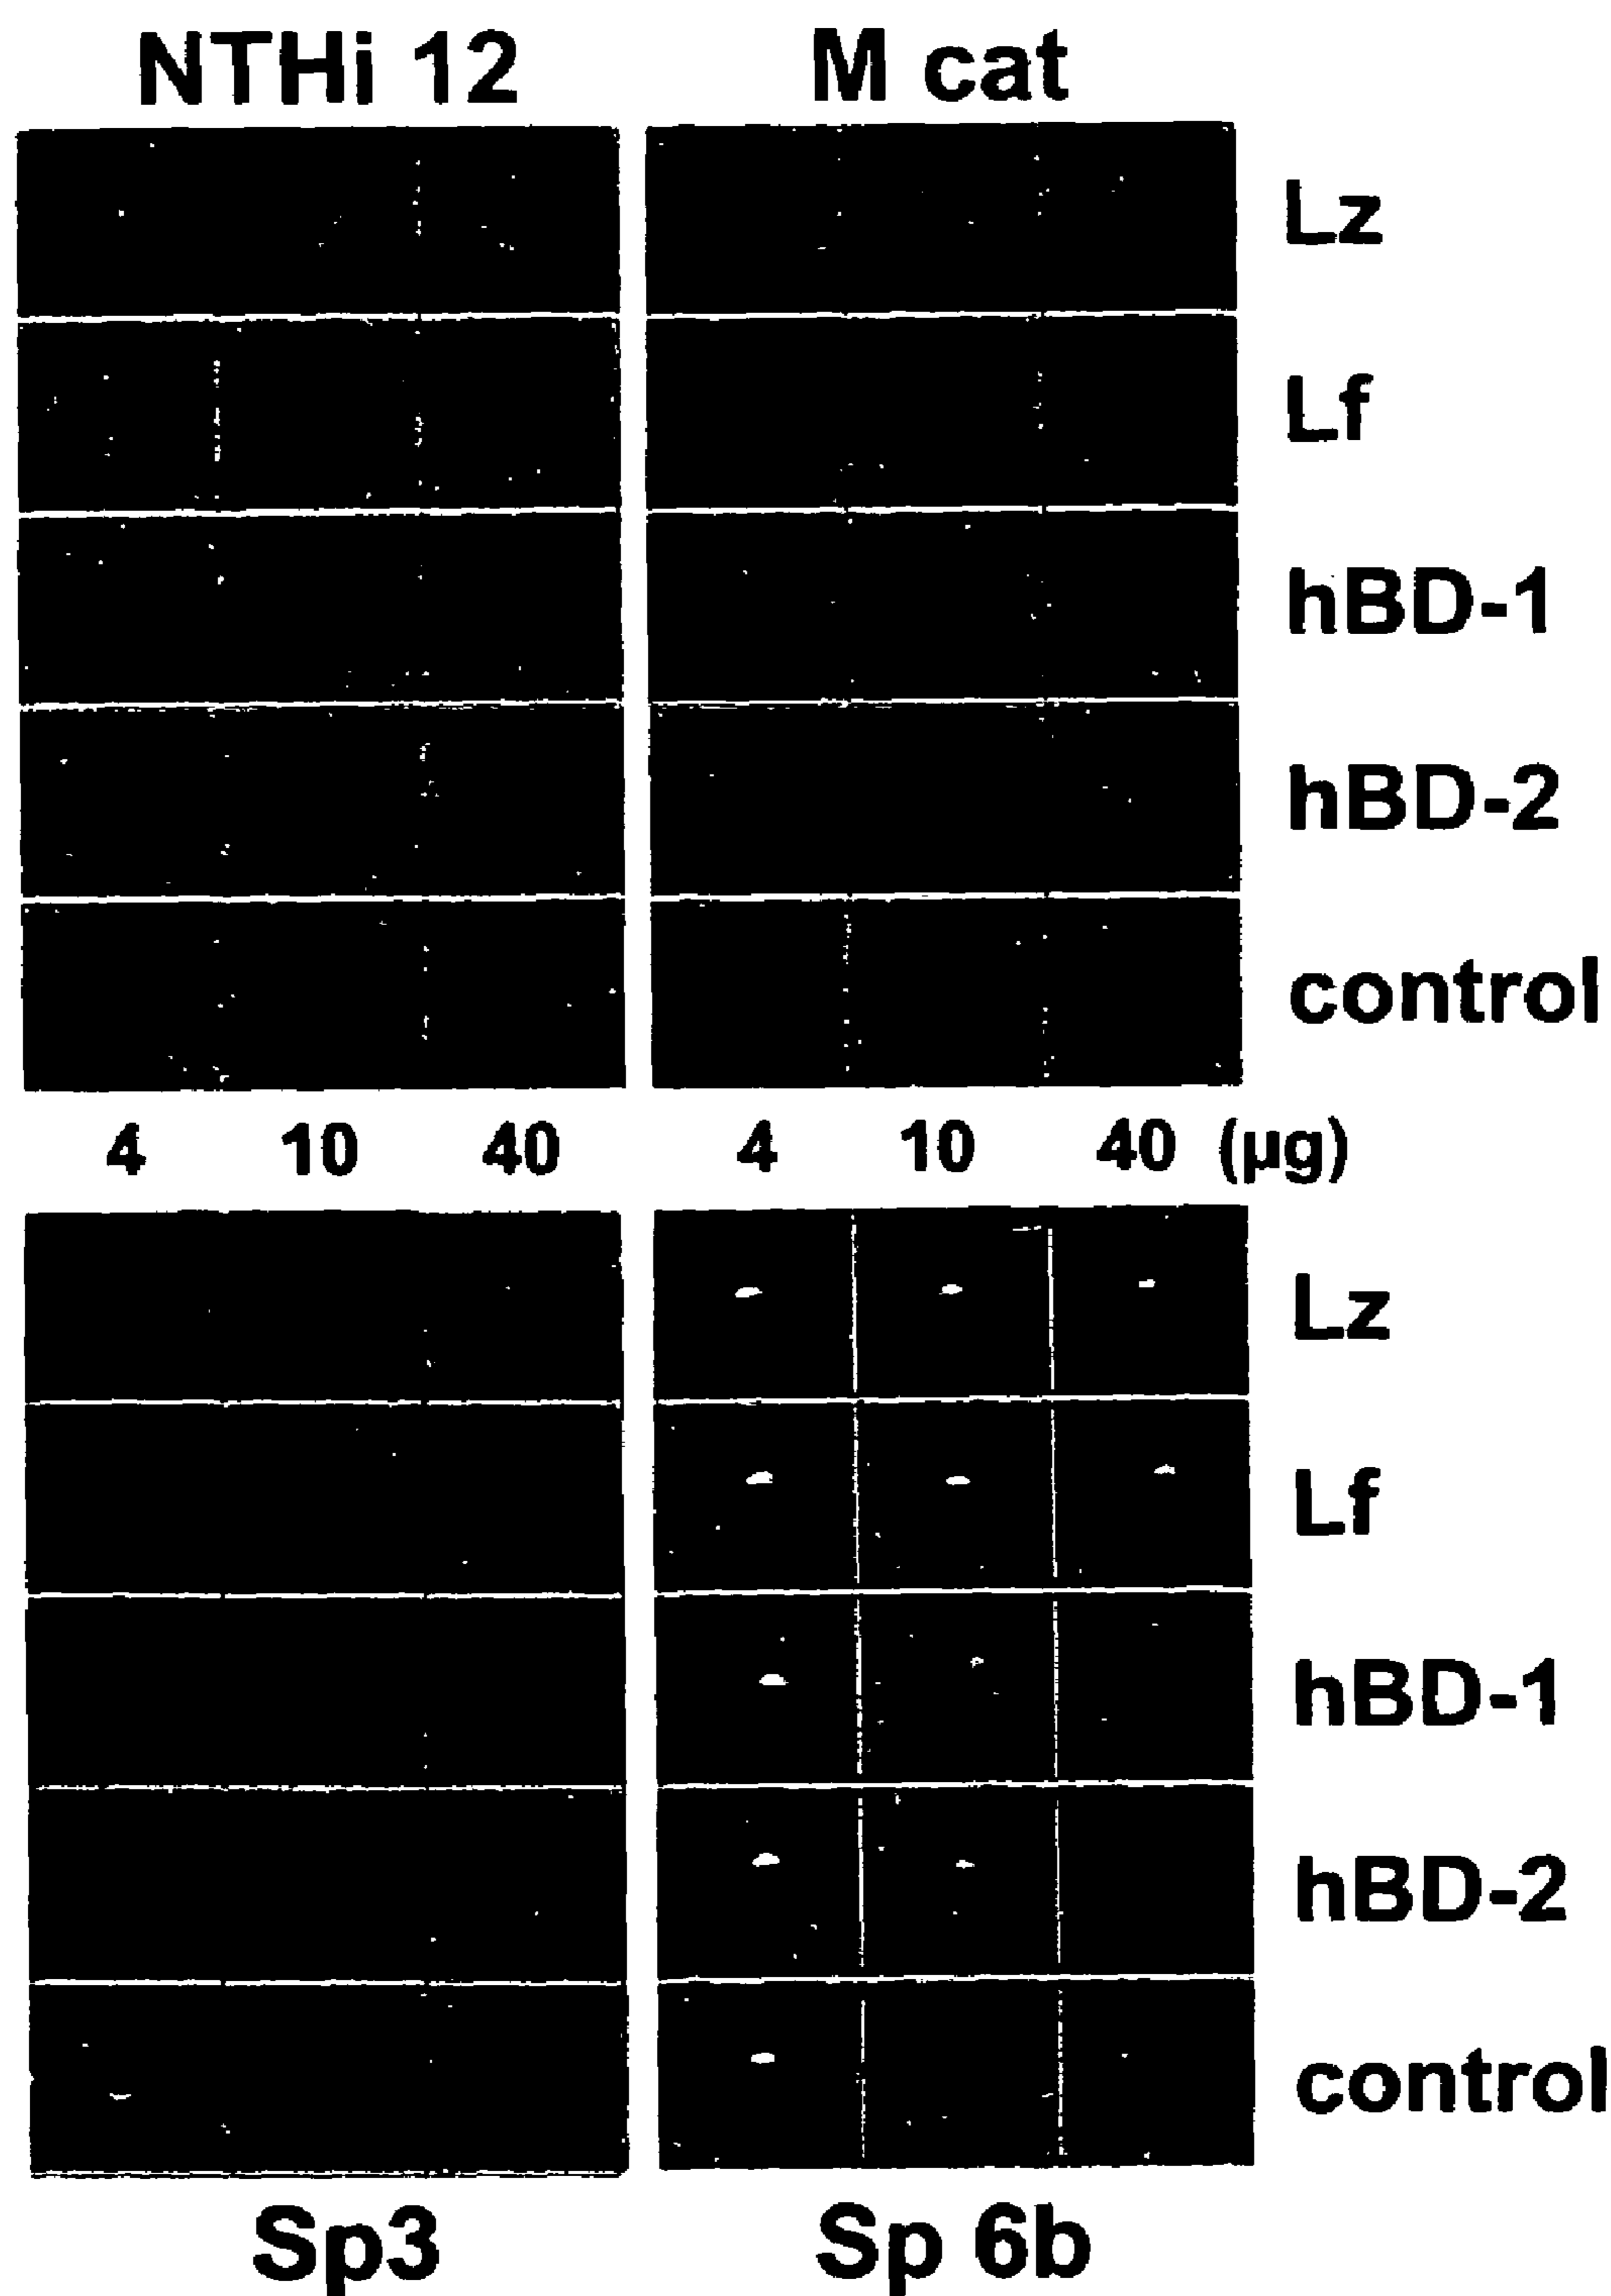 NTHi 12 M cat
Lz
Lf
hBD-1
hBD-2
control
4 10 40 4 10 40 (µg)
Lz
Lf
hBD-1
hBD-2
control
Sp3 Sp 6b